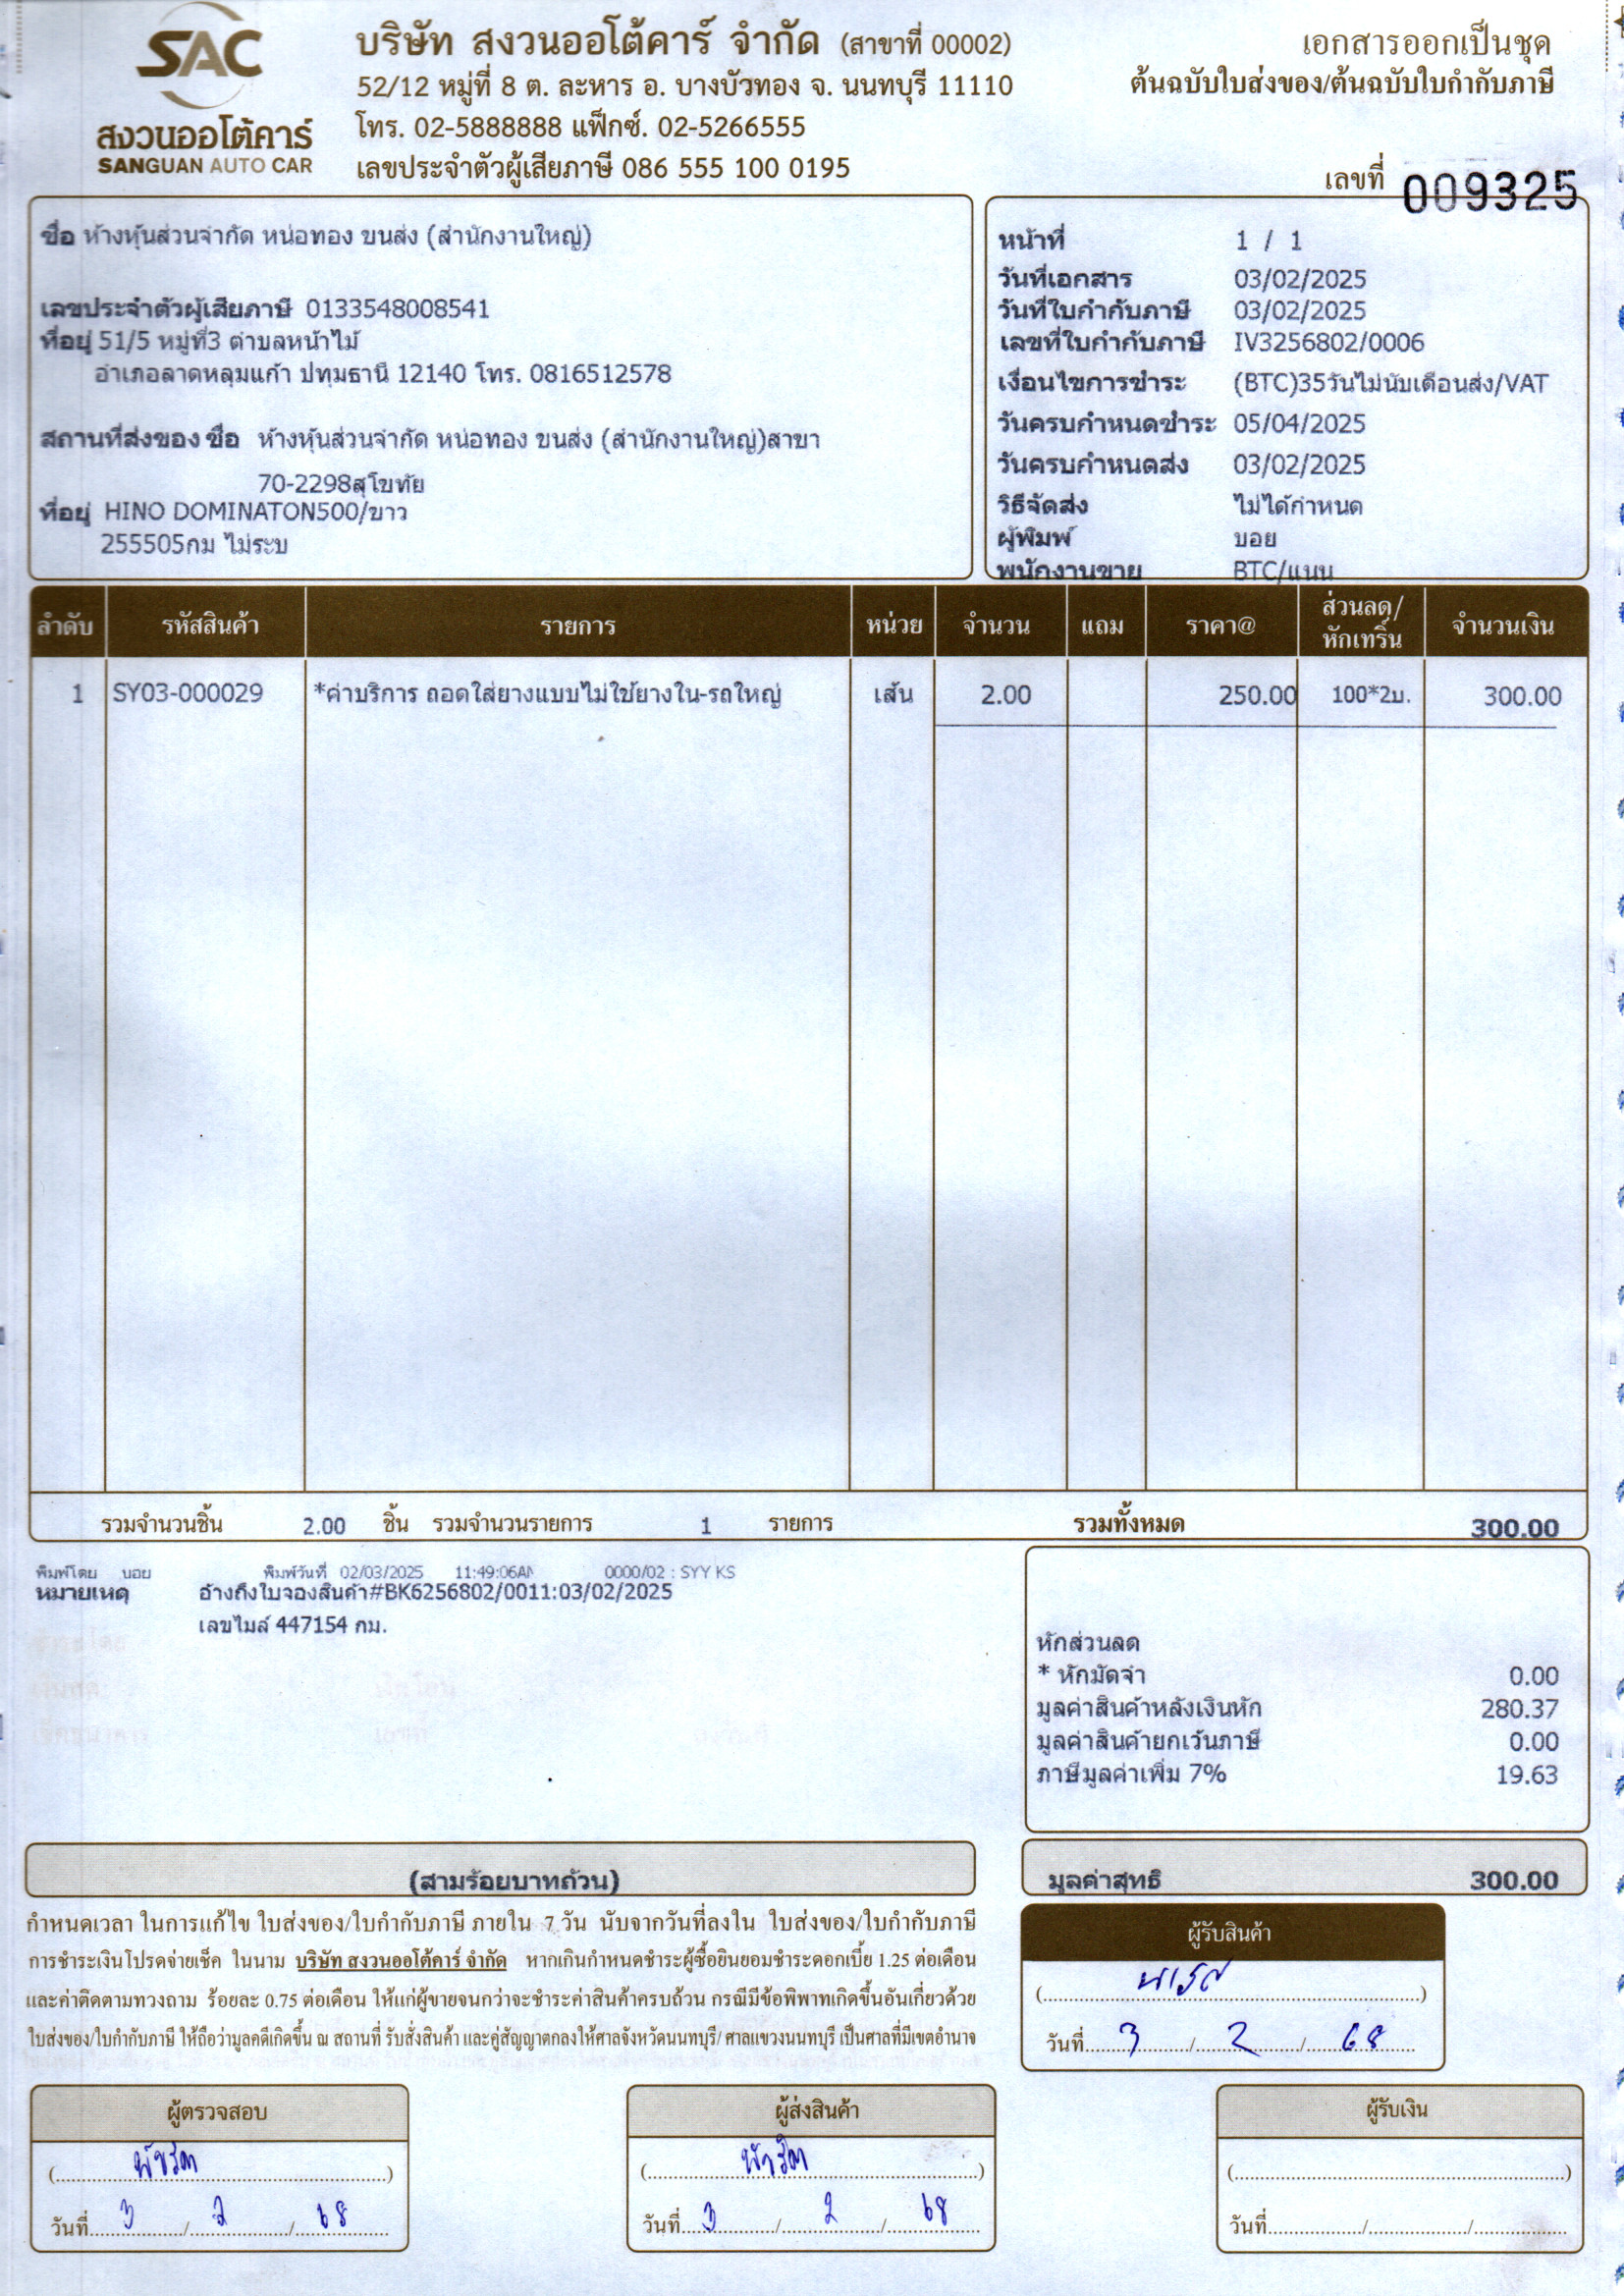 SAC
สงวนออโต้คาร์
SANGUAN AUTO CAR
บริษัท สงวนออโต้คาร์ จำกัด (สาขาที่ 00002)
52/12 หมู่ที่ 8 ต. ละหาร อ. บางบัวทอง จ. นนทบุรี 11110
โทร. 02-5888888 แฟ็กซ์. 02-5266555
เลขประจำตัวผู้เสียภาษี 086 555 100 0195
เอกสารออกเป็นชุด
ต้นฉบับใบส่งของ/ต้นฉบับใบกำกับภาษี
เลขที่ 009325
ชื่อ ห้างหุ้นส่วนจำกัด หน่อทอง ขนส่ง (สำนักงานใหญ่)
เลขประจำตัวผู้เสียภาษี 0133548008541
ที่อยู่ 51/5 หมู่ที่3 ตำบลหน้าไม้
อำเภอลาดหลุมแก้ว ปทุมธานี 12140 โทร. 0816512578
สถานที่ส่งของ ชื่อ ห้างหุ้นส่วนจำกัด หน่อทอง ขนส่ง (สำนักงานใหญ่)สาขา
70-2298สุโขทัย
ที่อยู่ HINO DOMINATON500/ขาว
255505กม ไม่ระบ
หน้าที่ 1 / 1
วันที่เอกสาร 03/02/2025
วันที่ใบกำกับภาษี 03/02/2025
เลขที่ใบกำกับภาษี IV3256802/0006
เงื่อนไขการชำระ (BTC)35วันไม่นับเดือนส่ง/VAT
วันครบกำหนดชำระ 05/04/2025
วันครบกำหนดส่ง 03/02/2025
วิธีจัดส่ง ไม่ได้กำหนด
ผู้พิมพ์ บอย
พนักงานขาย BTC/แนน
ลำดับ รหัสสินค้า รายการ หน่วย จำนวน แถม ราคา@ ส่วนลด/หักเทริ์น จำนวนเงิน
1 SY03-000029 *ค่าบริการ ถอดใส่ยางแบบไม่ใช้ยางใน-รถใหญ่ เส้น 2.00 250.00 100*2บ. 300.00
รวมจำนวนชิ้น 2.00 ชิ้น รวมจำนวนรายการ 1 รายการ รวมทั้งหมด 300.00
พิมพ์โดย บอย พิมพ์วันที่ 02/03/2025 11:49:06AM 0000/02 : SYY KS
หมายเหตุ อ้างถึงใบจองสินค้า#BK6256802/0011:03/02/2025
เลขไมล์ 447154 กม.
หักส่วนลด
* หักมัดจำ 0.00
มูลค่าสินค้าหลังเงินหัก 280.37
มูลค่าสินค้ายกเว้นภาษี 0.00
ภาษีมูลค่าเพิ่ม 7% 19.63
(สามร้อยบาทถ้วน)
มูลค่าสุทธิ 300.00
กำหนดเวลา ในการแก้ไข ใบส่งของ/ใบกำกับภาษี ภายใน 7 วัน นับจากวันที่ลงใน ใบส่งของ/ใบกำกับภาษี
การชำระเงินโปรดจ่ายเช็ค ในนาม บริษัท สงวนออโต้คาร์ จำกัด หากเกินกำหนดชำระผู้ซื้อยินยอมชำระดอกเบี้ย 1.25 ต่อเดือน
และค่าติดตามทวงถาม ร้อยละ 0.75 ต่อเดือน ให้แก่ผู้ขายจนกว่าจะชำระค่าสินค้าครบถ้วน กรณีมีข้อพิพาทเกิดขึ้นอันเกี่ยวด้วย
ใบส่งของ/ใบกำกับภาษี ให้ถือว่ามูลคดีเกิดขึ้น ณ สถานที่ รับสั่งสินค้า และคู่สัญญาตกลงให้ศาลจังหวัดนนทบุรี/ ศาลแขวงนนทบุรี เป็นศาลที่มีเขตอำนาจ
ผู้รับสินค้า
วันที่ 3 / 2 / 68
ผู้ตรวจสอบ
วันที่ 3 / 2 / 68
ผู้ส่งสินค้า
วันที่ 3 / 2 / 68
ผู้รับเงิน
วันที่ / /